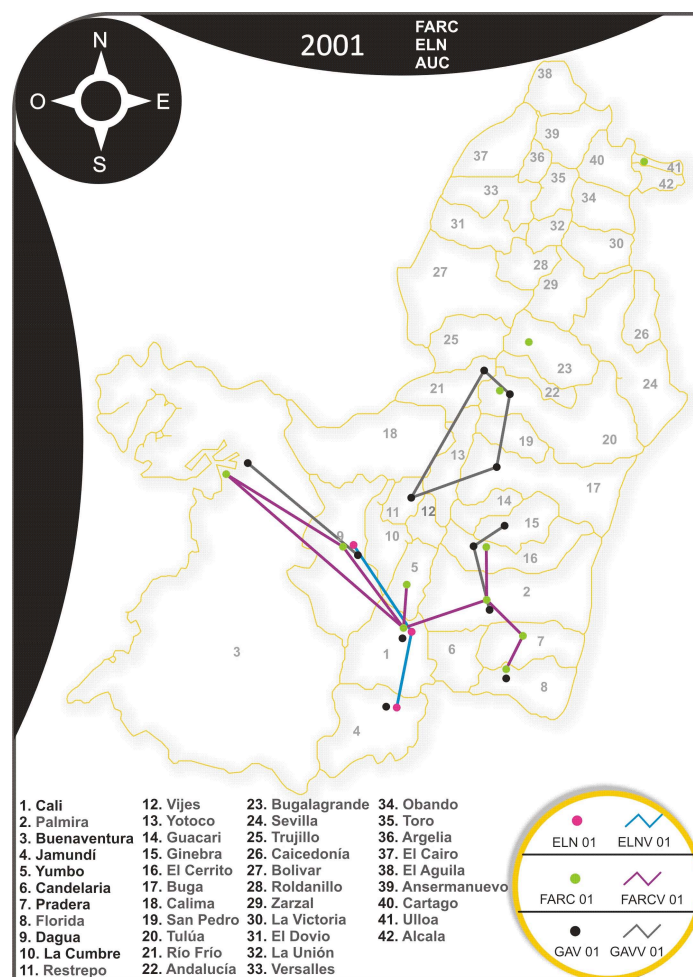 2001
FARC
ELN
AUC
N
O
E
S
38
39
37
36
40
41
35
42
33
34
31
32
30
27
28
29
26
25
23
24
21
22
18
19
20
13
17
11
12
14
9
10
15
16
5
2
3
1
6
7
8
4
1. Cali
2. Palmira
3. Buenaventura
4. Jamundí
5. Yumbo
6. Candelaria
7. Pradera
8. Florida
9. Dagua
10. La Cumbre
11. Restrepo
12. Vijes
13. Yotoco
14. Guacari
15. Ginebra
16. El Cerrito
17. Buga
18. Calima
19. San Pedro
20. Tulúa
21. Río Frío
22. Andalucía
23. Bugalagrande
24. Sevilla
25. Trujillo
26. Caicedonía
27. Bolivar
28. Roldanillo
29. Zarzal
30. La Victoria
31. El Dovio
32. La Unión
33. Versalles
34. Obando
35. Toro
36. Argelia
37. El Cairo
38. El Aguila
39. Ansermanuevo
40. Cartago
41. Ulloa
42. Alcala
ELN 01 ELNV 01
FARC 01 FARCV 01
GAV 01 GAVV 01